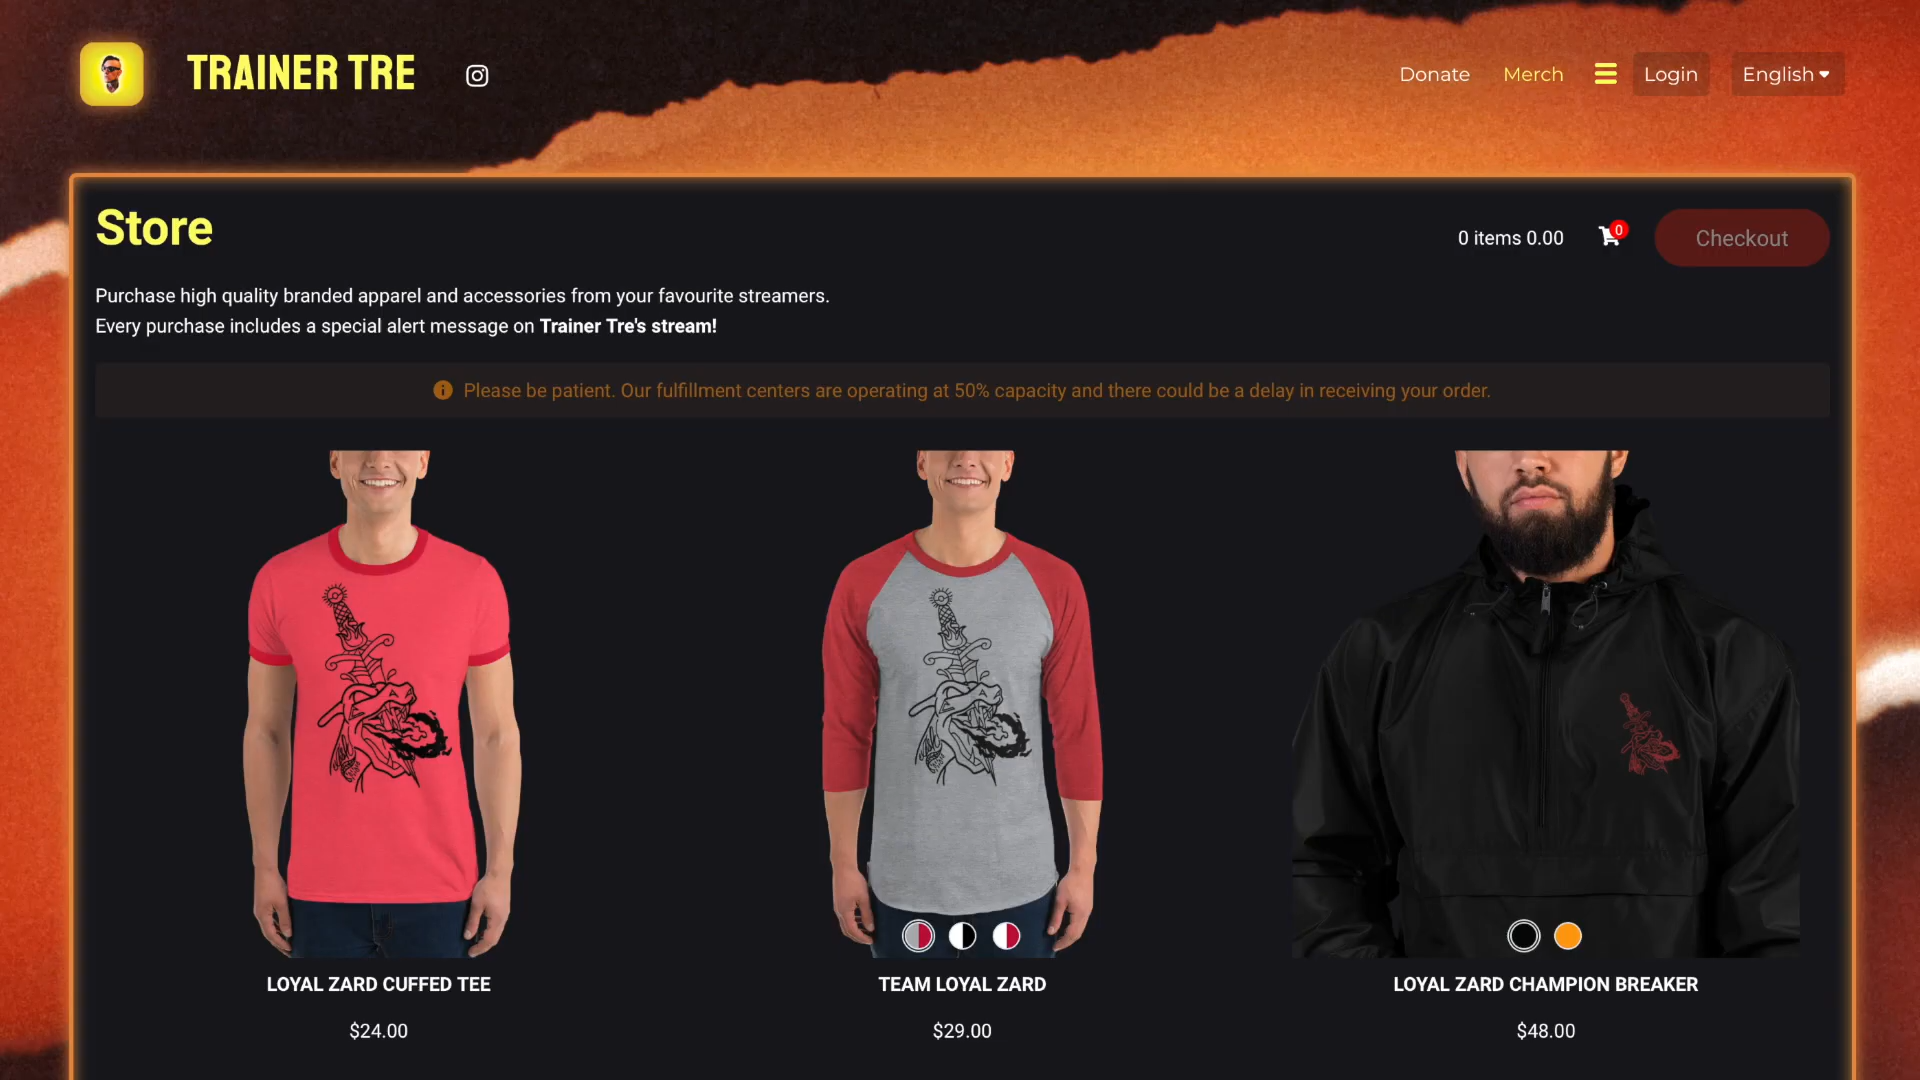 TRAINER TRE
Donate
Merch
Login
English
Store
0 items 0.00
0
Checkout
Purchase high quality branded apparel and accessories from your favourite streamers.
Every purchase includes a special alert message on Trainer Tre's stream!
Please be patient. Our fulfillment centers are operating at 50% capacity and there could be a delay in receiving your order.
LOYAL ZARD CUFFED TEE
TEAM LOYAL ZARD
LOYAL ZARD CHAMPION BREAKER
$24.00
$29.00
$48.00